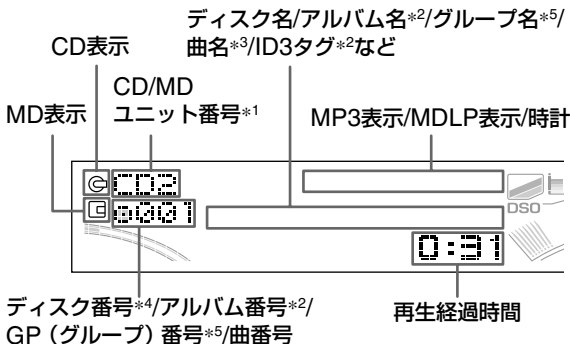 ディスク名/アルバム名*2/グループ名*5/
曲名*3/ID3タグ*2など
CD表示
CD/MD
ユニット番号*1
MD表示
MP3表示/MDLP表示/時計
CD2
0001
DSO
0:31
ディスク番号*4/アルバム番号*2/
GP（グループ）番号*5/曲番号
再生経過時間